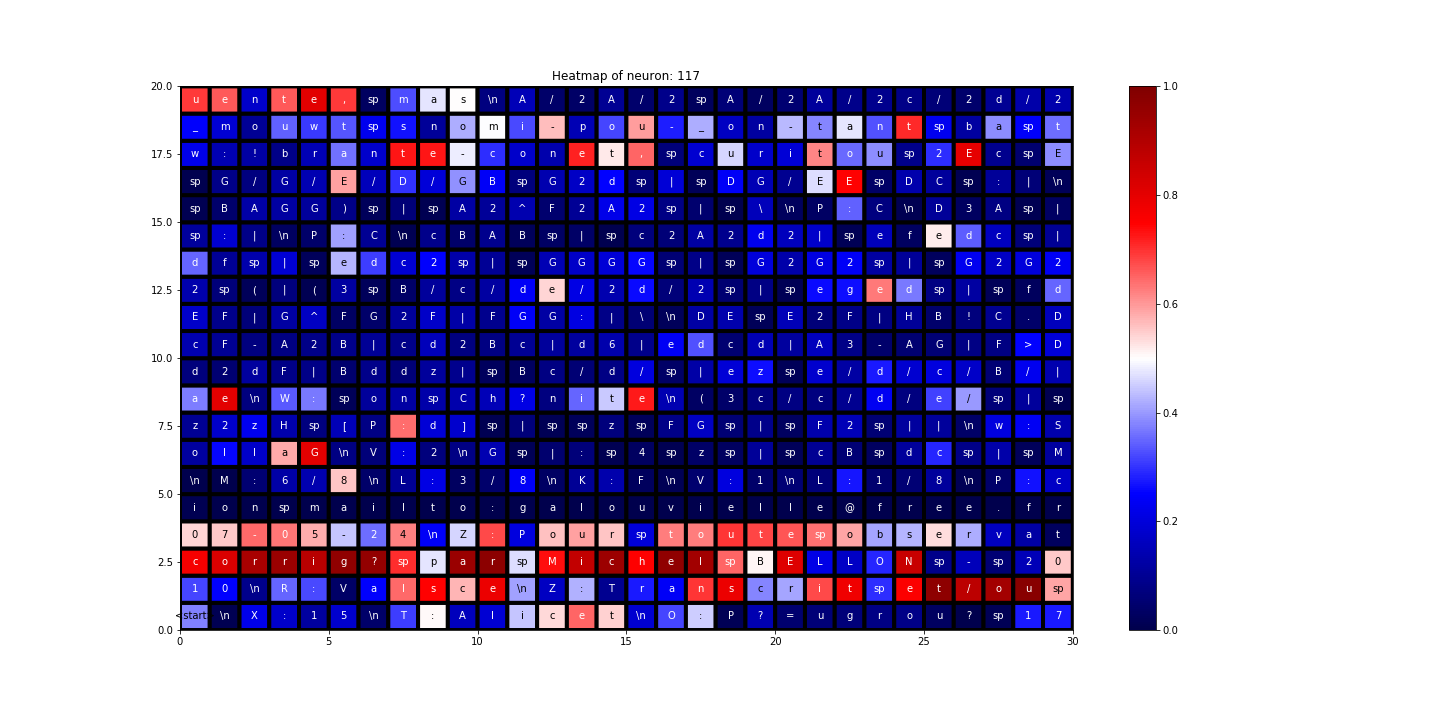 Heatmap of neuron: 117
20.0
17.5
15.0
12.5
10.0
7.5
5.0
2.5
0.0
u e n t e , sp m a s \n A / 2 A / 2 sp A / 2 A / 2 c / 2 d / 2
_ m o u w t sp s n o m i - p o u - _ o n - t a n t sp b a sp t
w : ! b r a n t e - c o n e t , sp c u r i t o u sp 2 E c sp E
sp G / G / E / D / G B sp G 2 d sp | sp D G / E E sp D C sp : | \n
sp B A G G ) sp | sp A 2 ^ F 2 A 2 sp | sp \ \n P : C \n D 3 A sp |
sp : | \n P : C \n c B A B sp | sp c 2 A 2 d 2 | sp e f e d c sp |
d f sp | sp e d c 2 sp | sp G G G G sp | sp G 2 G 2 sp | sp G 2 G 2
2 sp ( | ( 3 sp B / c / d e / 2 d / 2 sp | sp e g e d sp | sp f d
E F | G ^ F G 2 F | F G G : | \ \n D E sp E 2 F | H B ! C . D
c F - A 2 B | c d 2 B c | d 6 | e d c d | A 3 - A G | F > D
d 2 d F | B d d z | sp B c / d / sp | e z sp e / d / c / B / |
a e \n W : sp o n sp C h ? n i t e \n ( 3 c / c / d / e / sp | sp
z 2 z H sp [ P : d ] sp | sp sp z sp F G sp | sp F 2 sp | | \n w : S
o l l a G \n V : 2 \n G sp | : sp 4 sp z sp | sp c B sp d c sp | sp M
\n M : 6 / 8 \n L : 3 / 8 \n K : F \n V : 1 \n L : 1 / 8 \n P : c
i o n sp m a i l t o : g a l o u v i e l l e @ f r e e . f r
0 7 - 0 5 - 2 4 \n Z : P o u r sp t o u t e sp o b s e r v a t
c o r r i g ? sp p a r sp M i c h e l sp B E L L O N sp - sp 2 0
1 0 \n R : V a l s c e \n Z : T r a n s c r i t sp e t / o u sp
<start \n X : 1 5 \n T : A l i c e t \n O : P ? = u g r o u ? sp 1 7
0 5 10 15 20 25 30
1.0
0.8
0.6
0.4
0.2
0.0